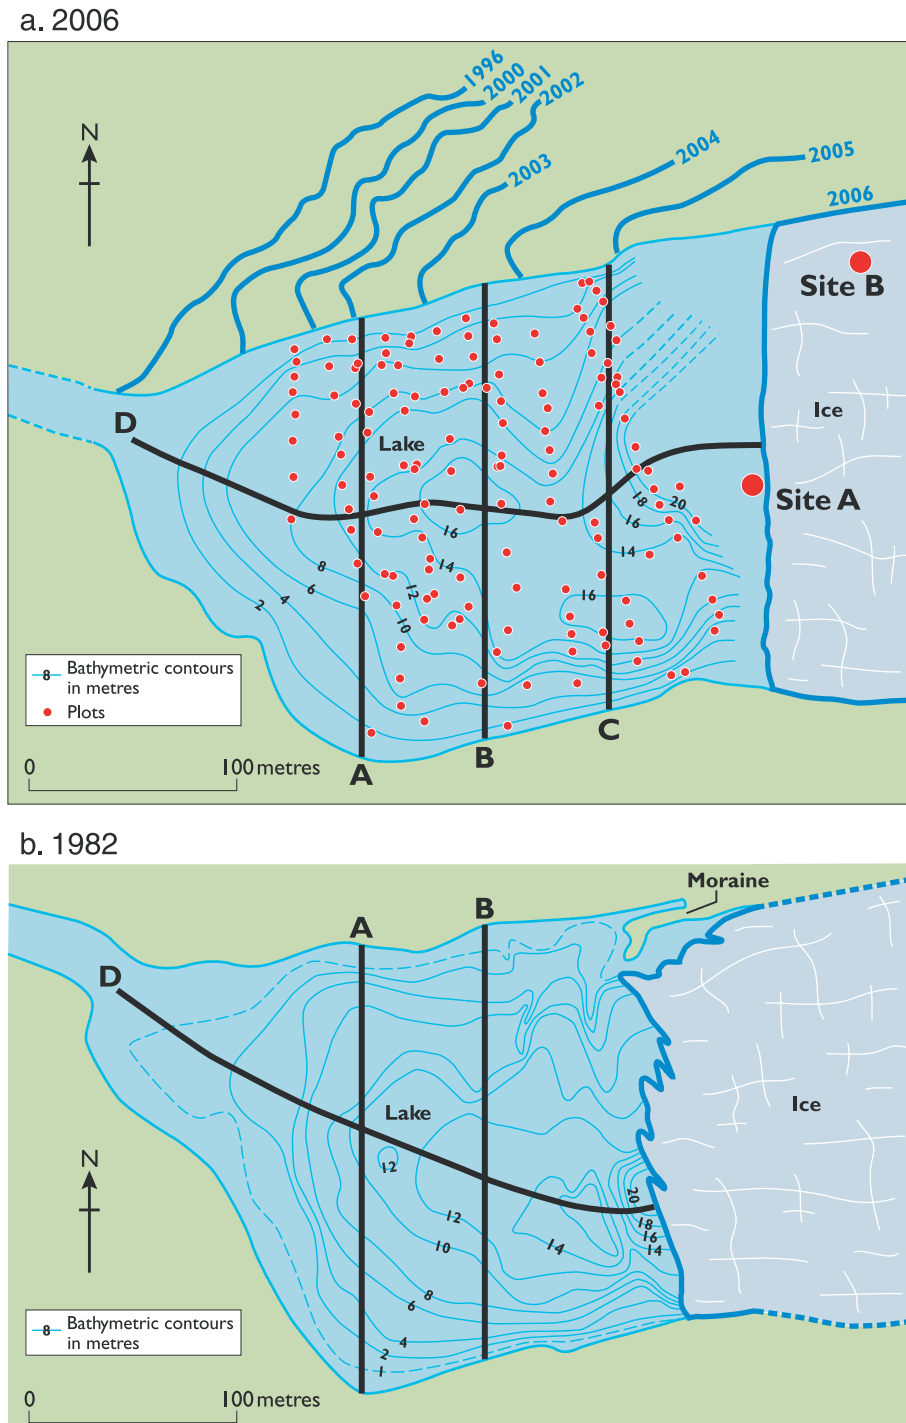 a. 2006
1996
2000
2001
2002
2003
2004
2005
2006
N
Site B
Ice
D
Lake
Site A
18
20
16
16
14
14
8
6
4
2
12
10
16
8 Bathymetric contours
in metres
Plots
A
B
C
0 100 metres
b. 1982
Moraine
A
B
D
Lake
Ice
12
20
12
18
16
14
14
10
8
6
4
2
1
N
8 Bathymetric contours
in metres
0 100 metres